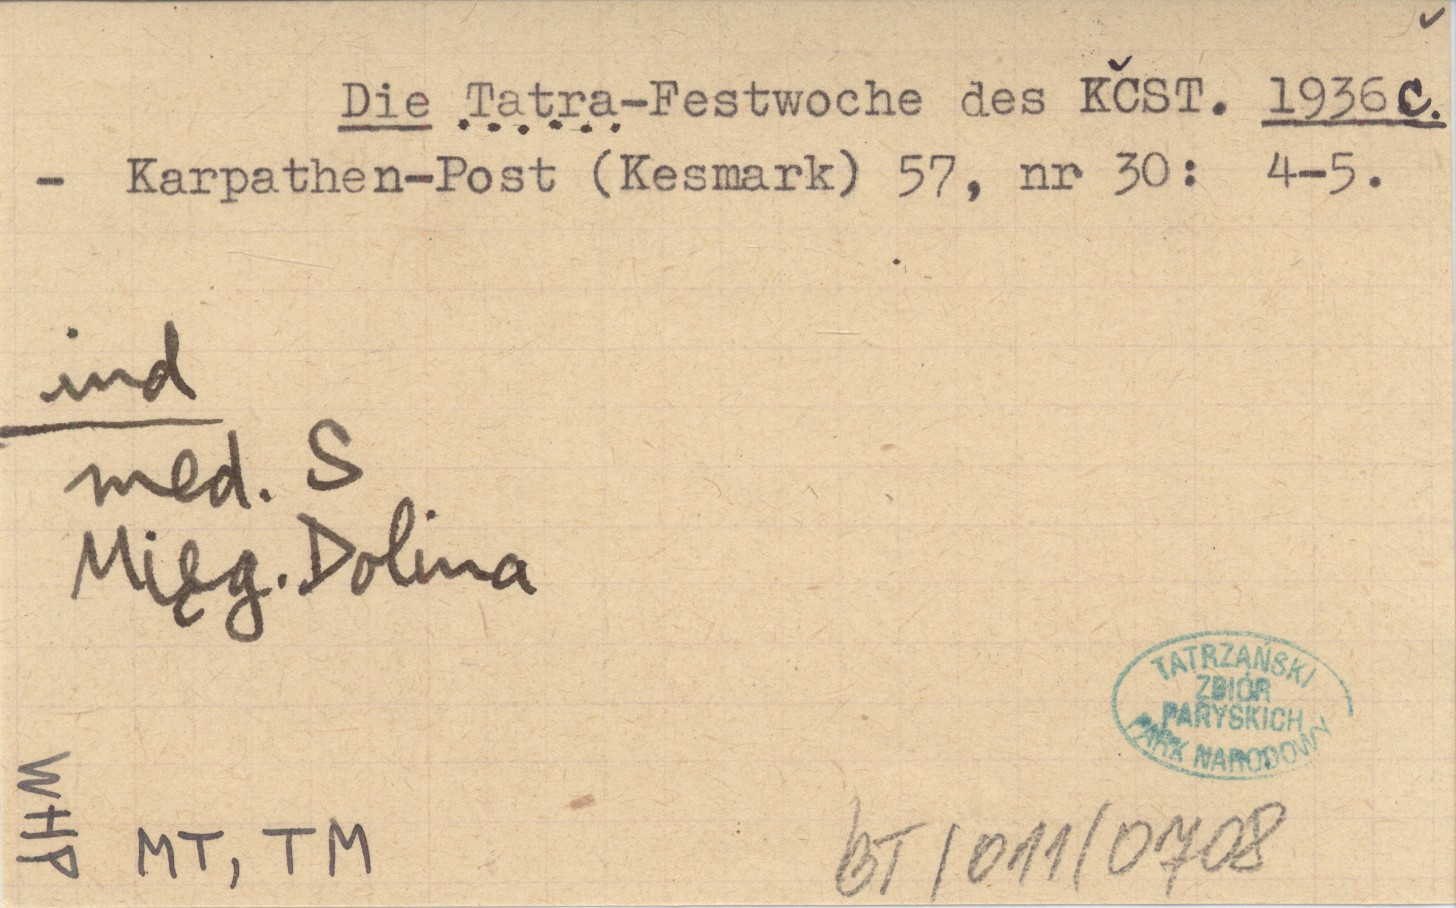 Die Tatra-Festwoche des KČST. 1936c.
- Karpathen-Post (Kesmark) 57, nr 30: 4-5.
ind
med. S
Mięg. Dolina
TATRZAŃSKI
ZBIÓR
PARYSKICH
PARK NARODOWY
WHP
MT, TM
BT/011/0708